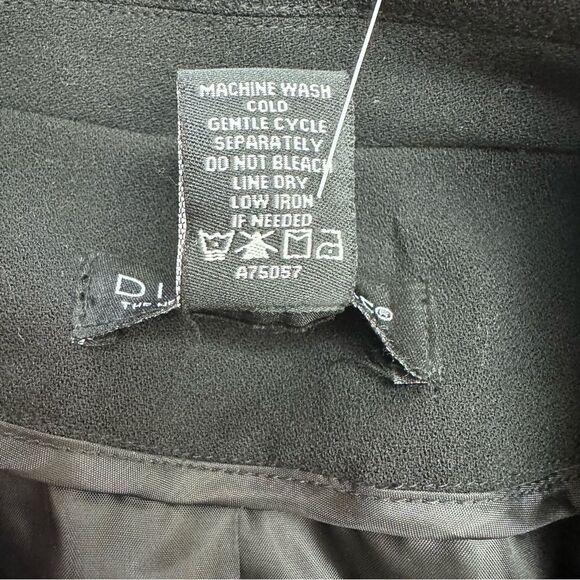 MACHINE WASH
COLD
GENTLE CYCLE
SEPARATELY
DO NOT BLEACH
LINE DRY
LOW IRON
IF NEEDED
A75057